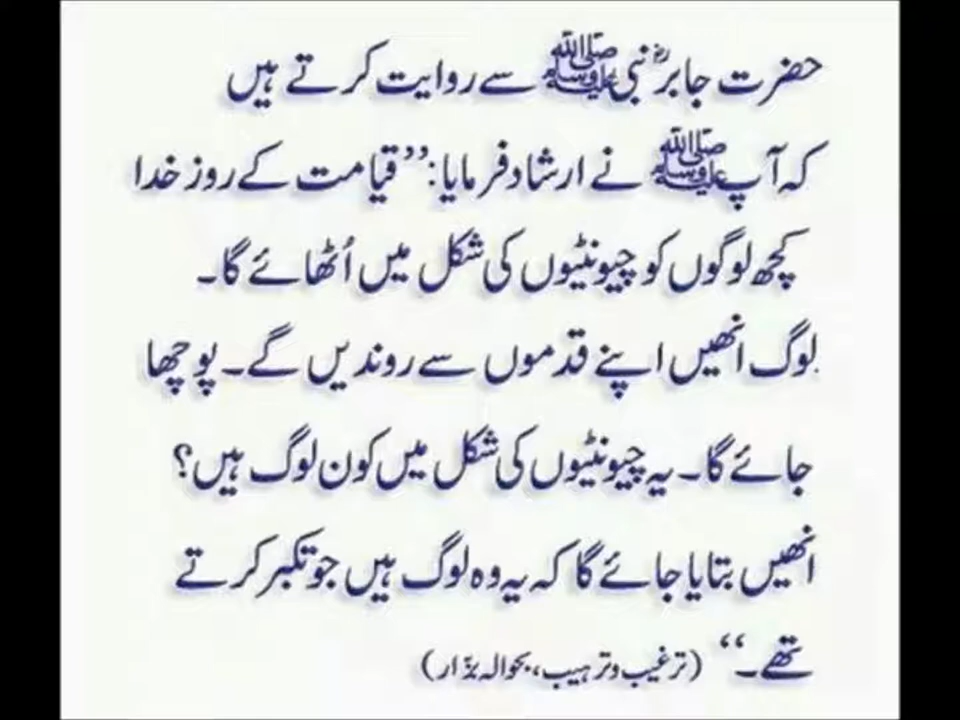 حضرت جابرؓ نبی ﷺ سے روایت کرتے ہیں
کہ آپ ﷺ نے ارشاد فرمایا: ’’قیامت کے روز خدا
کچھ لوگوں کو چیونٹیوں کی شکل میں اُٹھائے گا۔
لوگ انھیں اپنے قدموں سے روندیں گے۔ پوچھا
جائے گا۔ یہ چیونٹیوں کی شکل میں کون لوگ ہیں؟
انھیں بتایا جائے گا کہ یہ وہ لوگ ہیں جو تکبر کرتے
تھے۔‘‘ (ترغیب و ترہیب، بحوالہ بزّار)